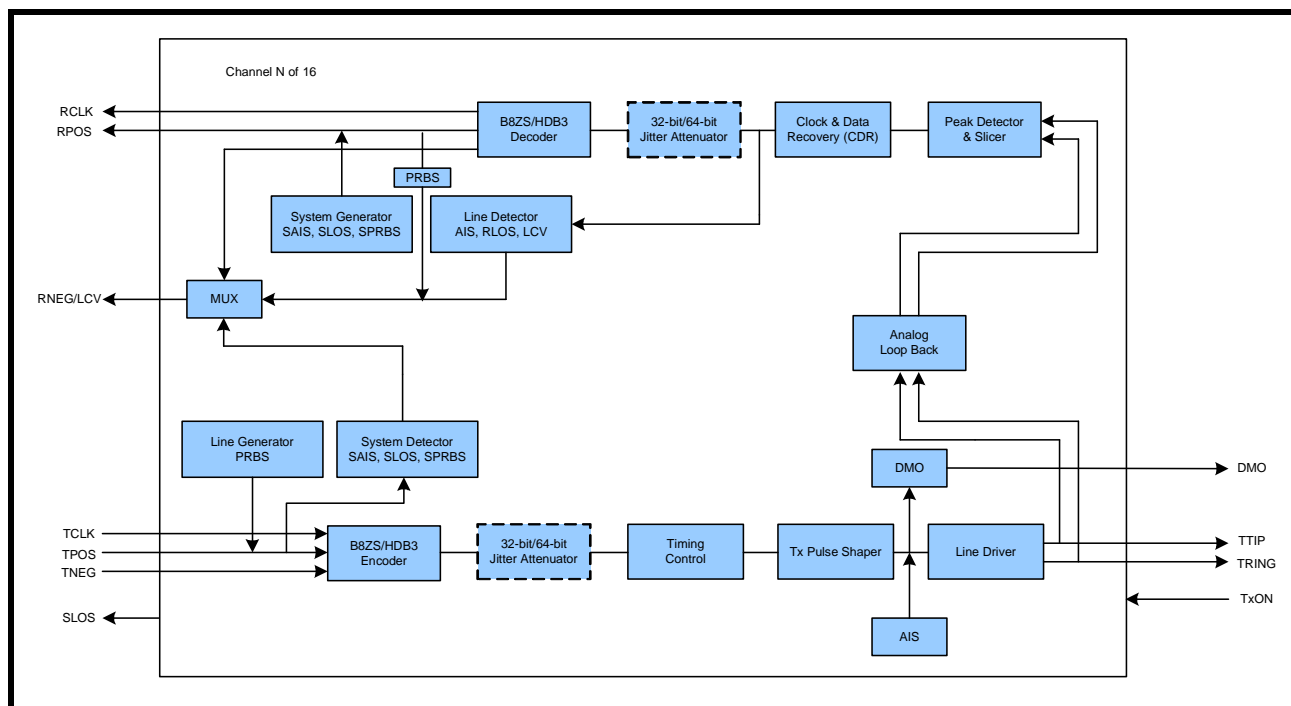 Channel N of 16
RCLK
RPOS
B8ZS/HDB3
Decoder
32-bit/64-bit
Jitter Attenuator
Clock & Data
Recovery (CDR)
Peak Detector
& Slicer
PRBS
System Generator
SAIS, SLOS, SPRBS
Line Detector
AIS, RLOS, LCV
RNEG/LCV
MUX
Analog
Loop Back
Line Generator
PRBS
System Detector
SAIS, SLOS, SPRBS
DMO
DMO
TCLK
TPOS
TNEG
B8ZS/HDB3
Encoder
32-bit/64-bit
Jitter Attenuator
Timing
Control
Tx Pulse Shaper
Line Driver
TTIP
TRING
TxON
SLOS
AIS